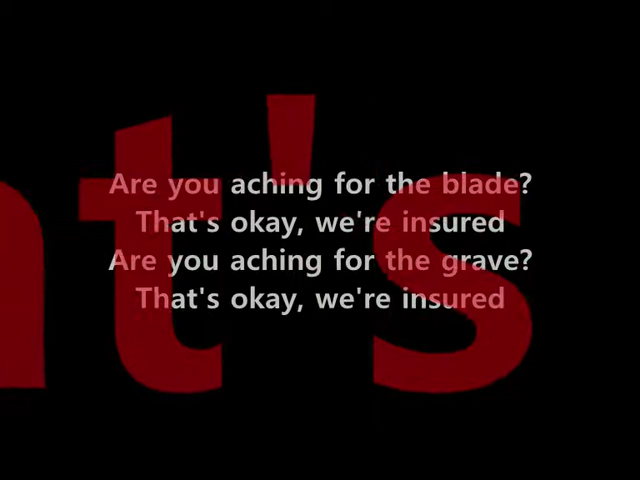 Are you aching for the blade?
That's okay, we're insured
Are you aching for the grave?
That's okay, we're insured
t's